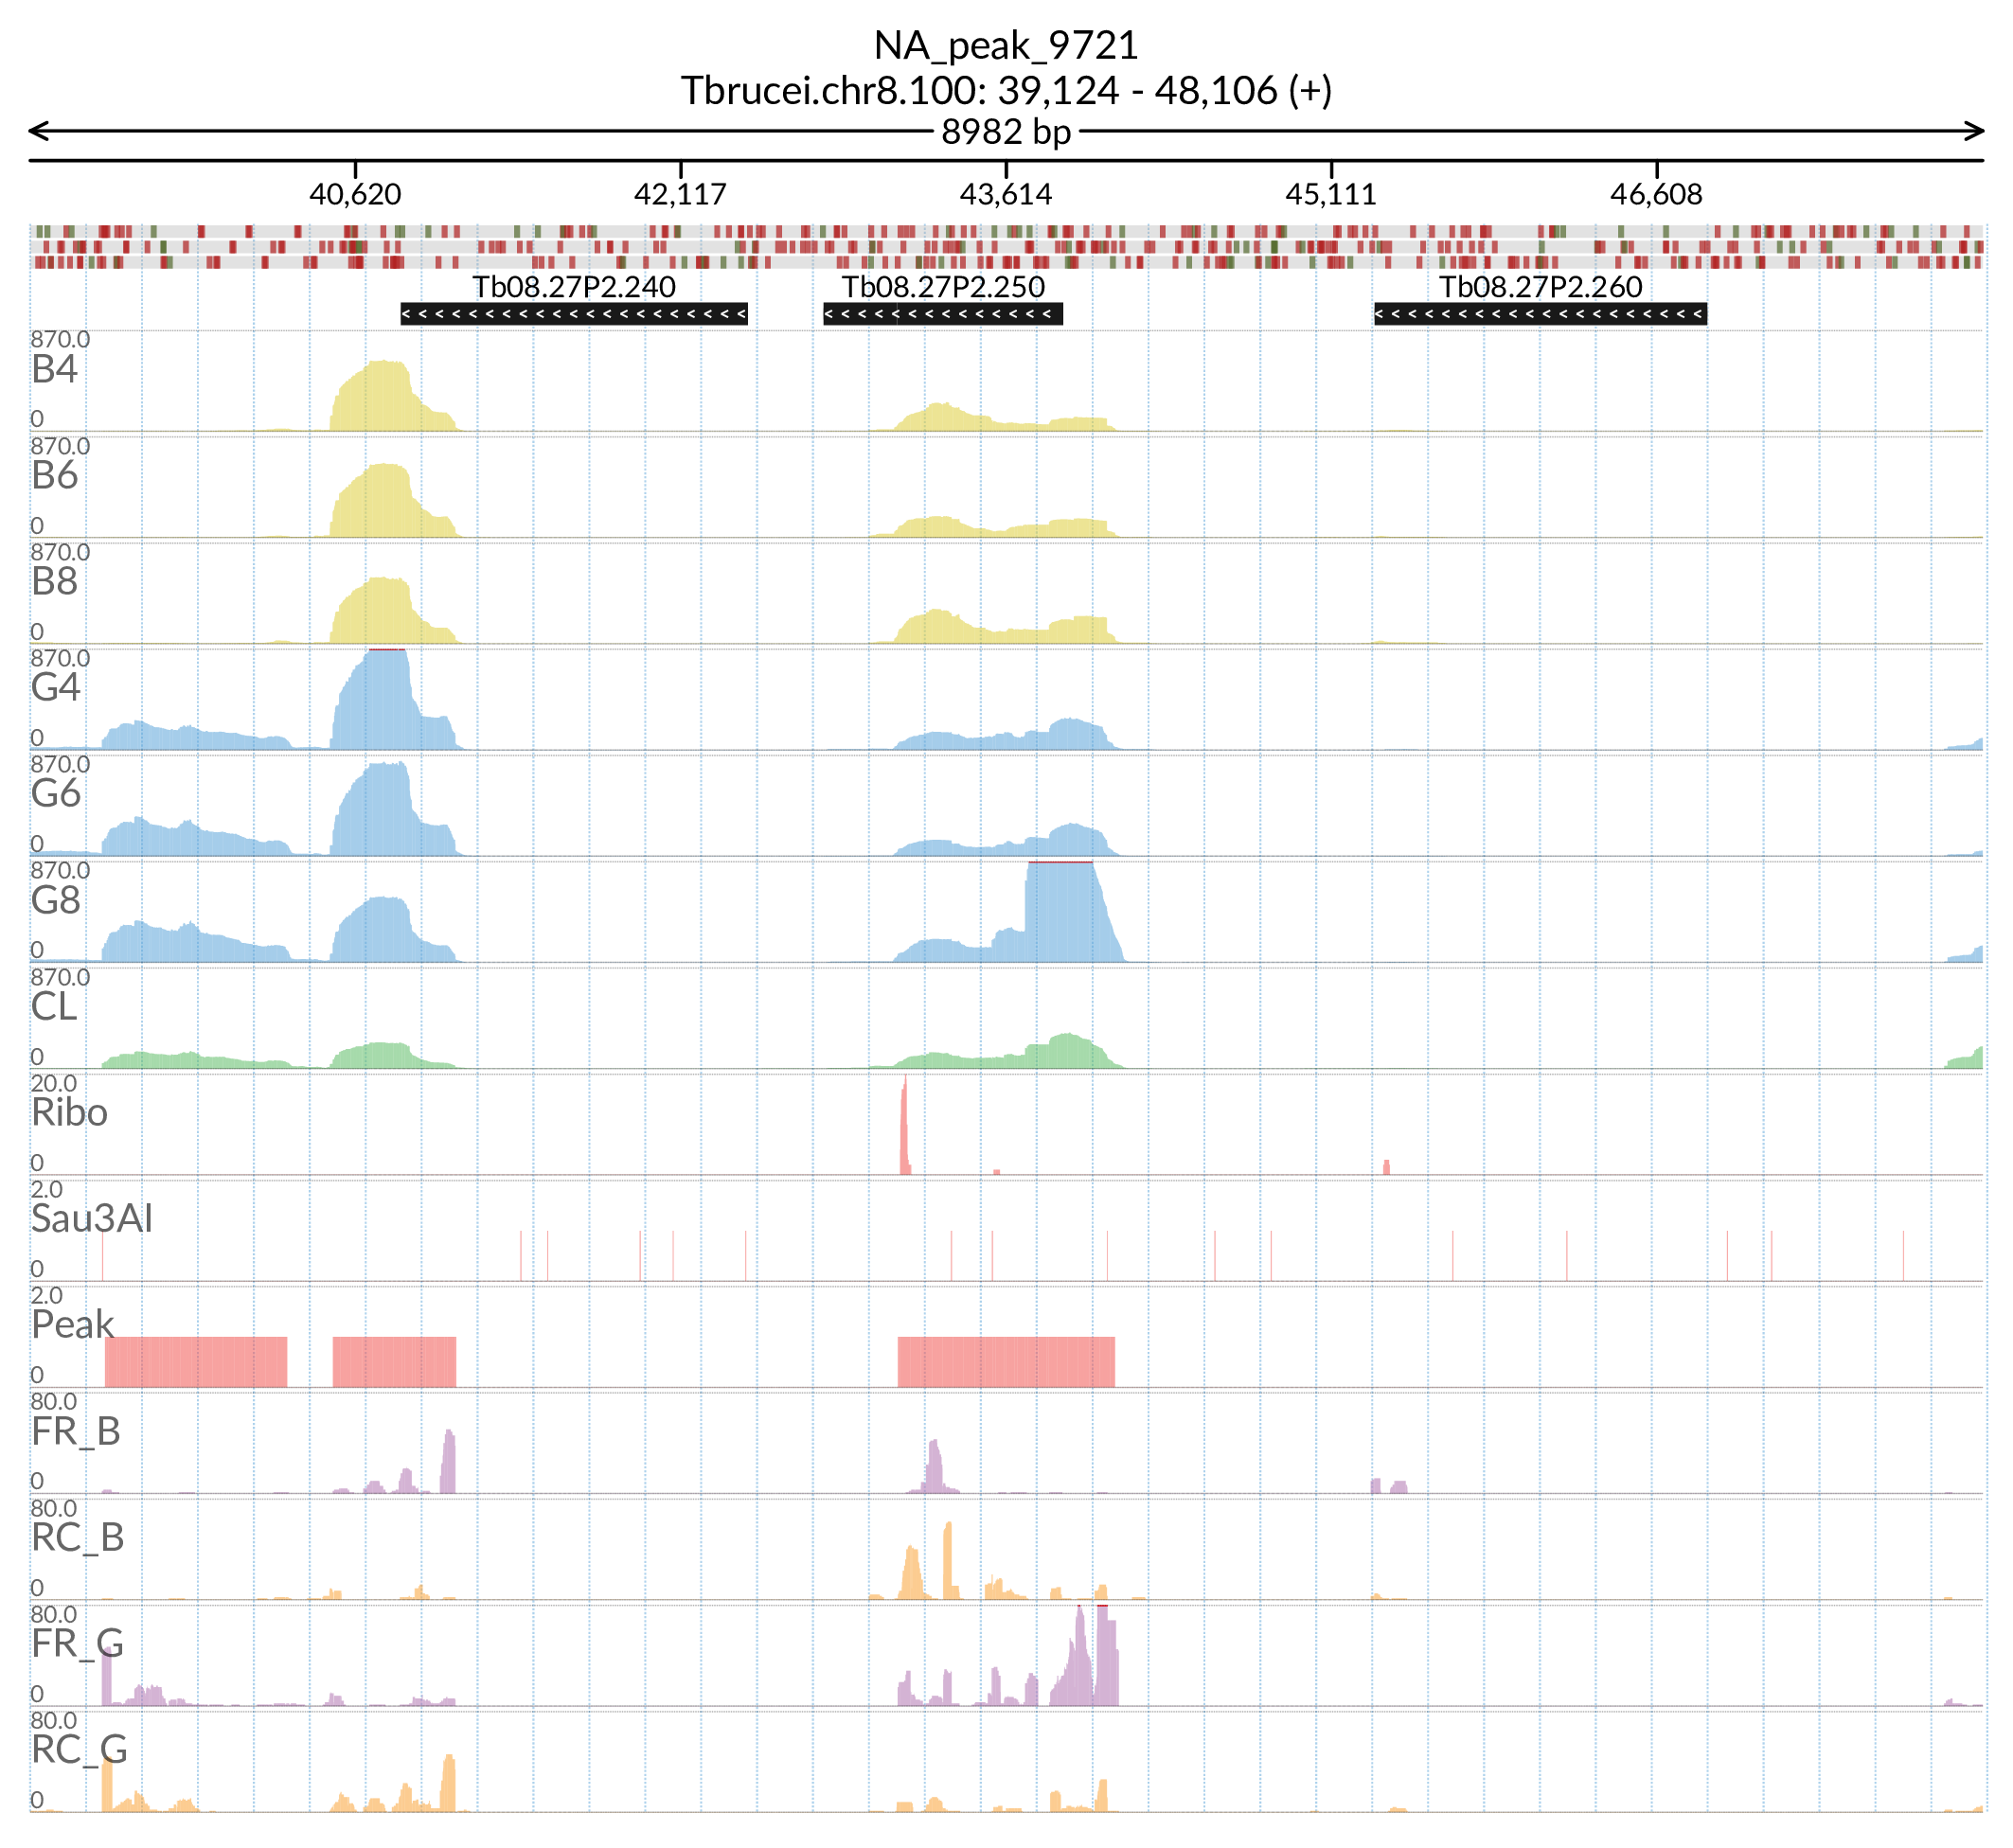 NA_peak_9721
Tbrucei.chr8.100: 39,124 - 48,106 (+)
8982 bp
40,620 42,117 43,614 45,111 46,608
Tb08.27P2.240 Tb08.27P2.250 Tb08.27P2.260
870.0
B4
0
870.0
B6
0
870.0
B8
0
870.0
G4
0
870.0
G6
0
870.0
G8
0
870.0
CL
0
20.0
Ribo
0
2.0
Sau3AI
0
2.0
Peak
0
80.0
FR_B
0
80.0
RC_B
0
80.0
FR_G
0
80.0
RC_G
0